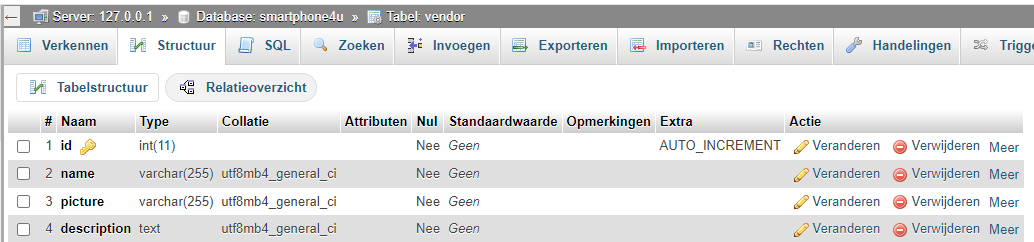 ← Server: 127.0.0.1 » Database: smartphone4u » Tabel: vendor
Verkennen Structuur SQL Zoeken Invoegen Exporteren Importeren Rechten Handelingen Trigge
Tabelstructuur Relatieoverzicht
# Naam Type Collatie Attributen Nul Standaardwaarde Opmerkingen Extra Actie
1 id int(11) Nee Geen AUTO_INCREMENT Veranderen Verwijderen Meer
2 name varchar(255) utf8mb4_general_ci Nee Geen Veranderen Verwijderen Meer
3 picture varchar(255) utf8mb4_general_ci Nee Geen Veranderen Verwijderen Meer
4 description text utf8mb4_general_ci Nee Geen Veranderen Verwijderen Meer